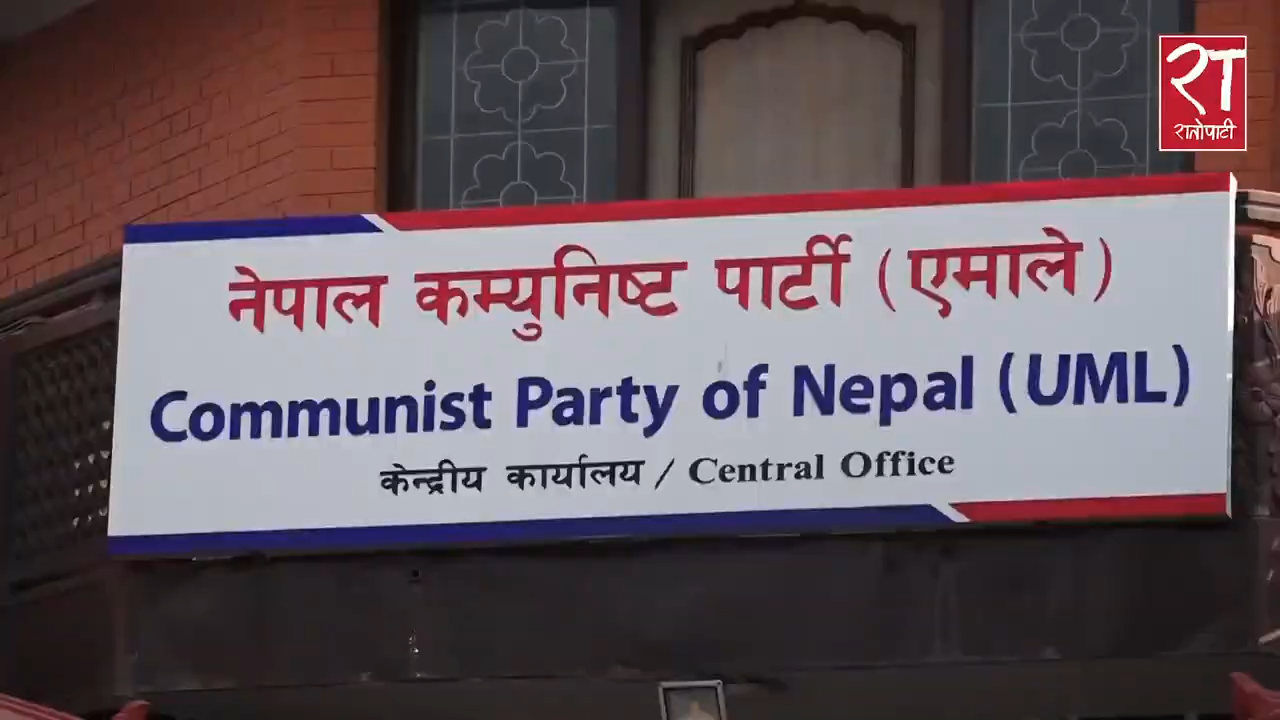 रा
रातोपाटी
नेपाल कम्युनिष्ट पार्टी (एमाले)
Communist Party of Nepal (UML)
केन्द्रीय कार्यालय / Central Office